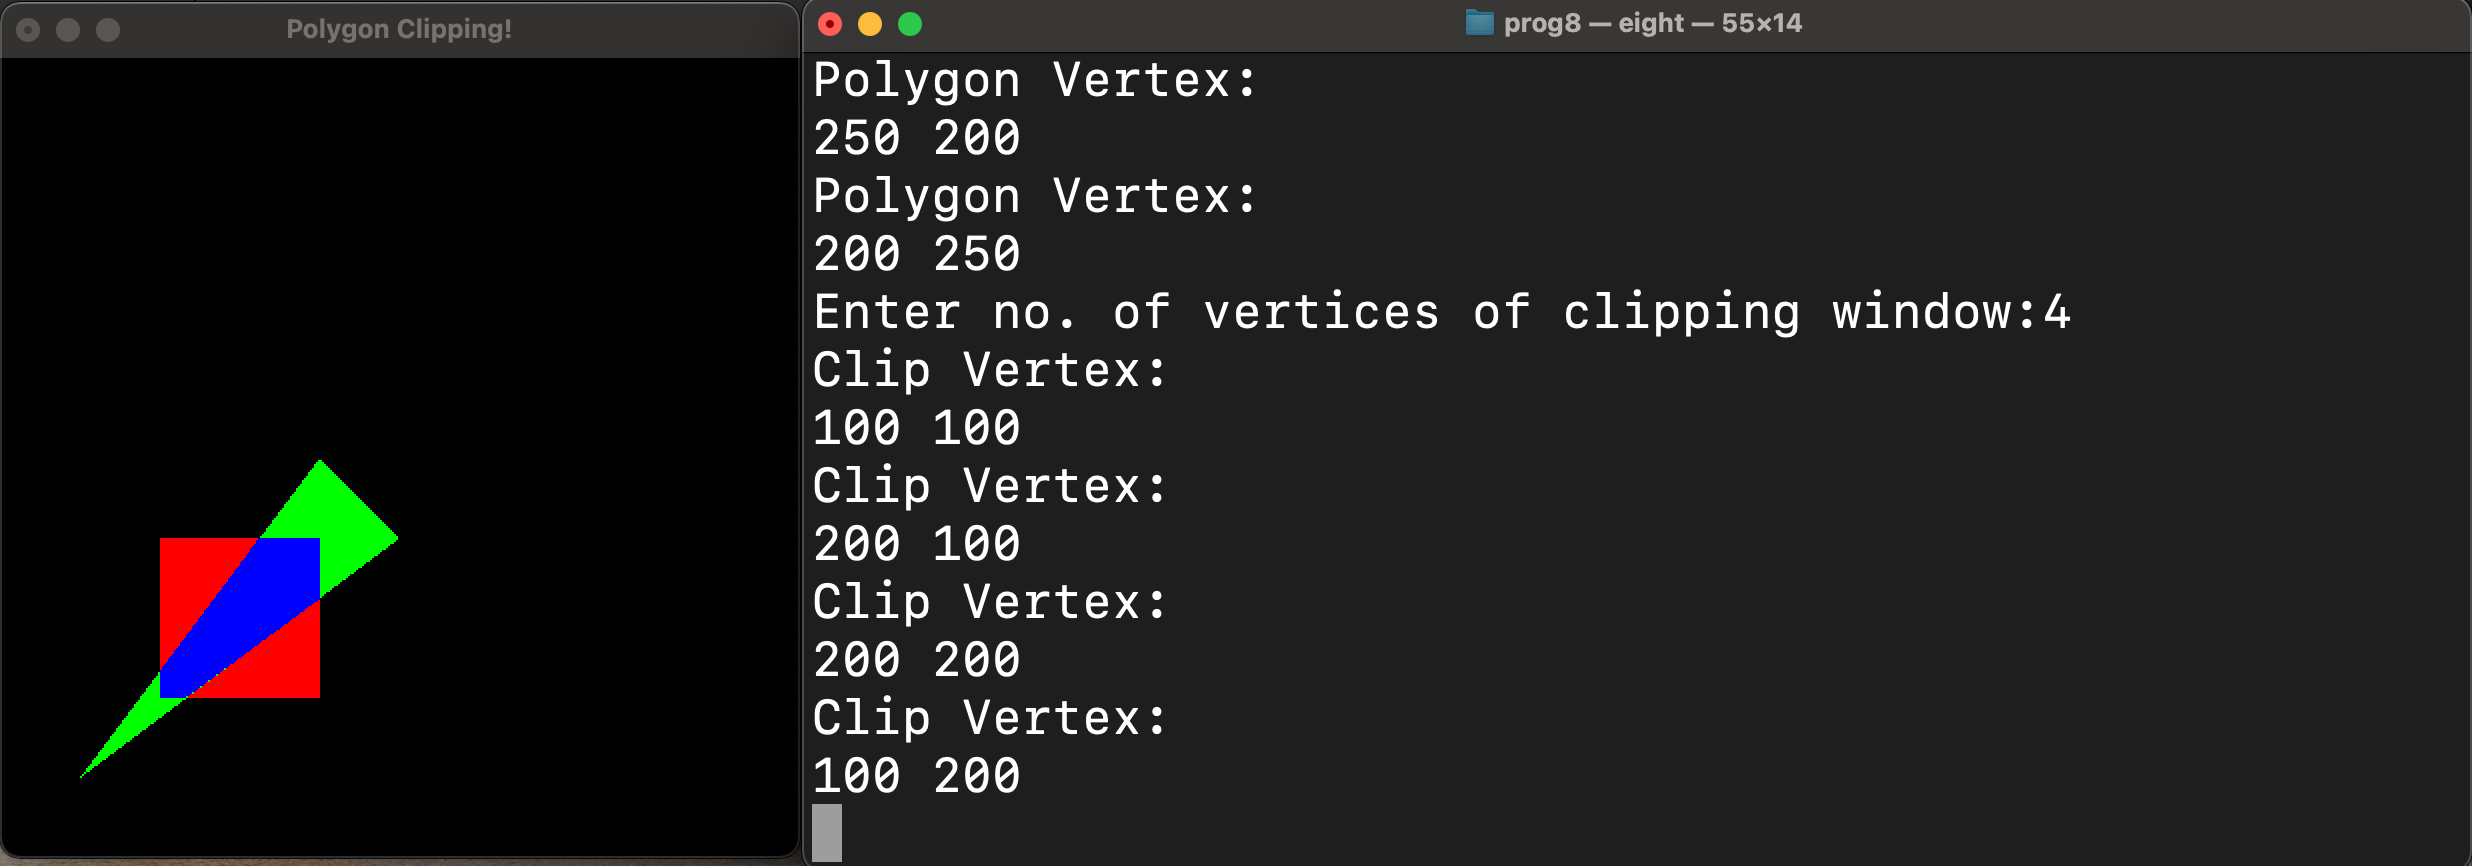 Polygon Clipping!
prog8 — eight — 55×14
Polygon Vertex:
250 200
Polygon Vertex:
200 250
Enter no. of vertices of clipping window:4
Clip Vertex:
100 100
Clip Vertex:
200 100
Clip Vertex:
200 200
Clip Vertex:
100 200